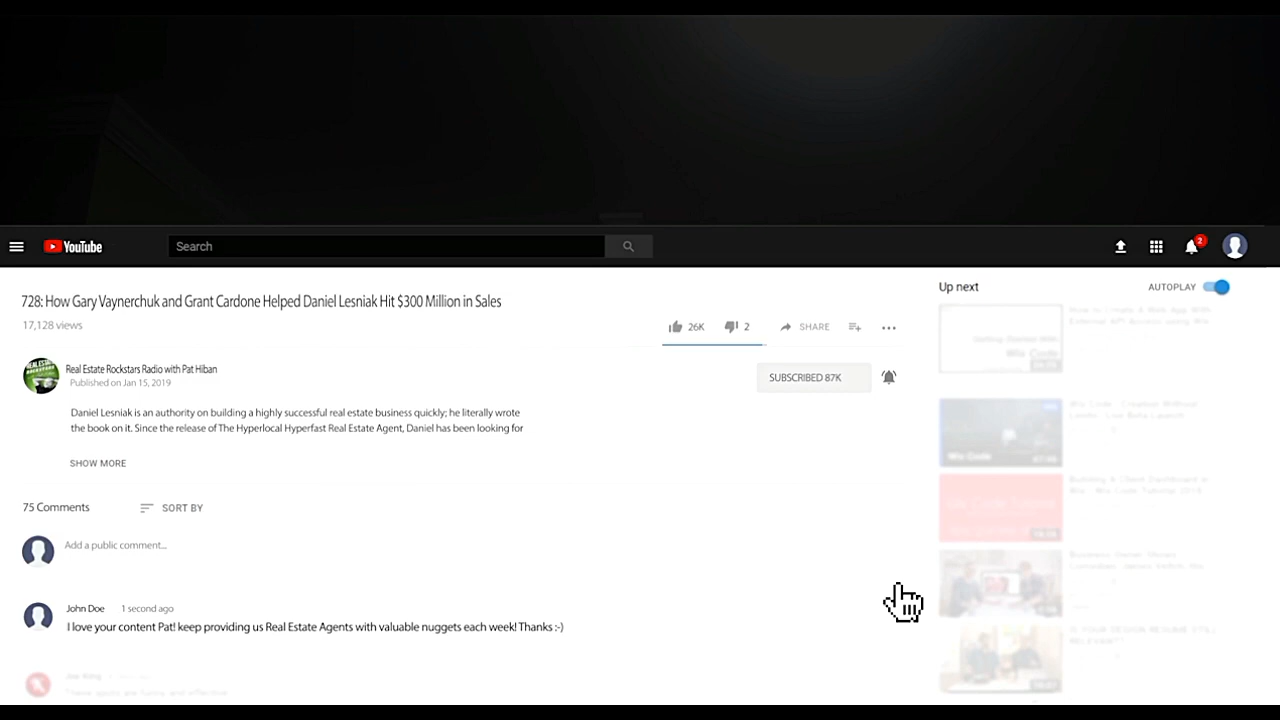 YouTube
Search
2
728: How Gary Vaynerchuk and Grant Cardone Helped Daniel Lesniak Hit $300 Million in Sales
17,128 views
26K
2
SHARE
Real Estate Rockstars Radio with Pat Hiban
Published on Jan 15, 2019
SUBSCRIBED 87K
Daniel Lesniak is an authority on building a highly successful real estate business quickly; he literally wrote
the book on it. Since the release of The Hyperlocal Hyperfast Real Estate Agent, Daniel has been looking for
SHOW MORE
75 Comments
SORT BY
Add a public comment...
John Doe 1 second ago
I love your content Pat! keep providing us Real Estate Agents with valuable nuggets each week! Thanks :-)
Up next
AUTOPLAY
Wix Code